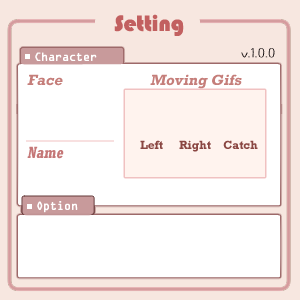 Setting
v.1.0.0
Character
Face
Moving Gifs
Left Right Catch
Name
Option